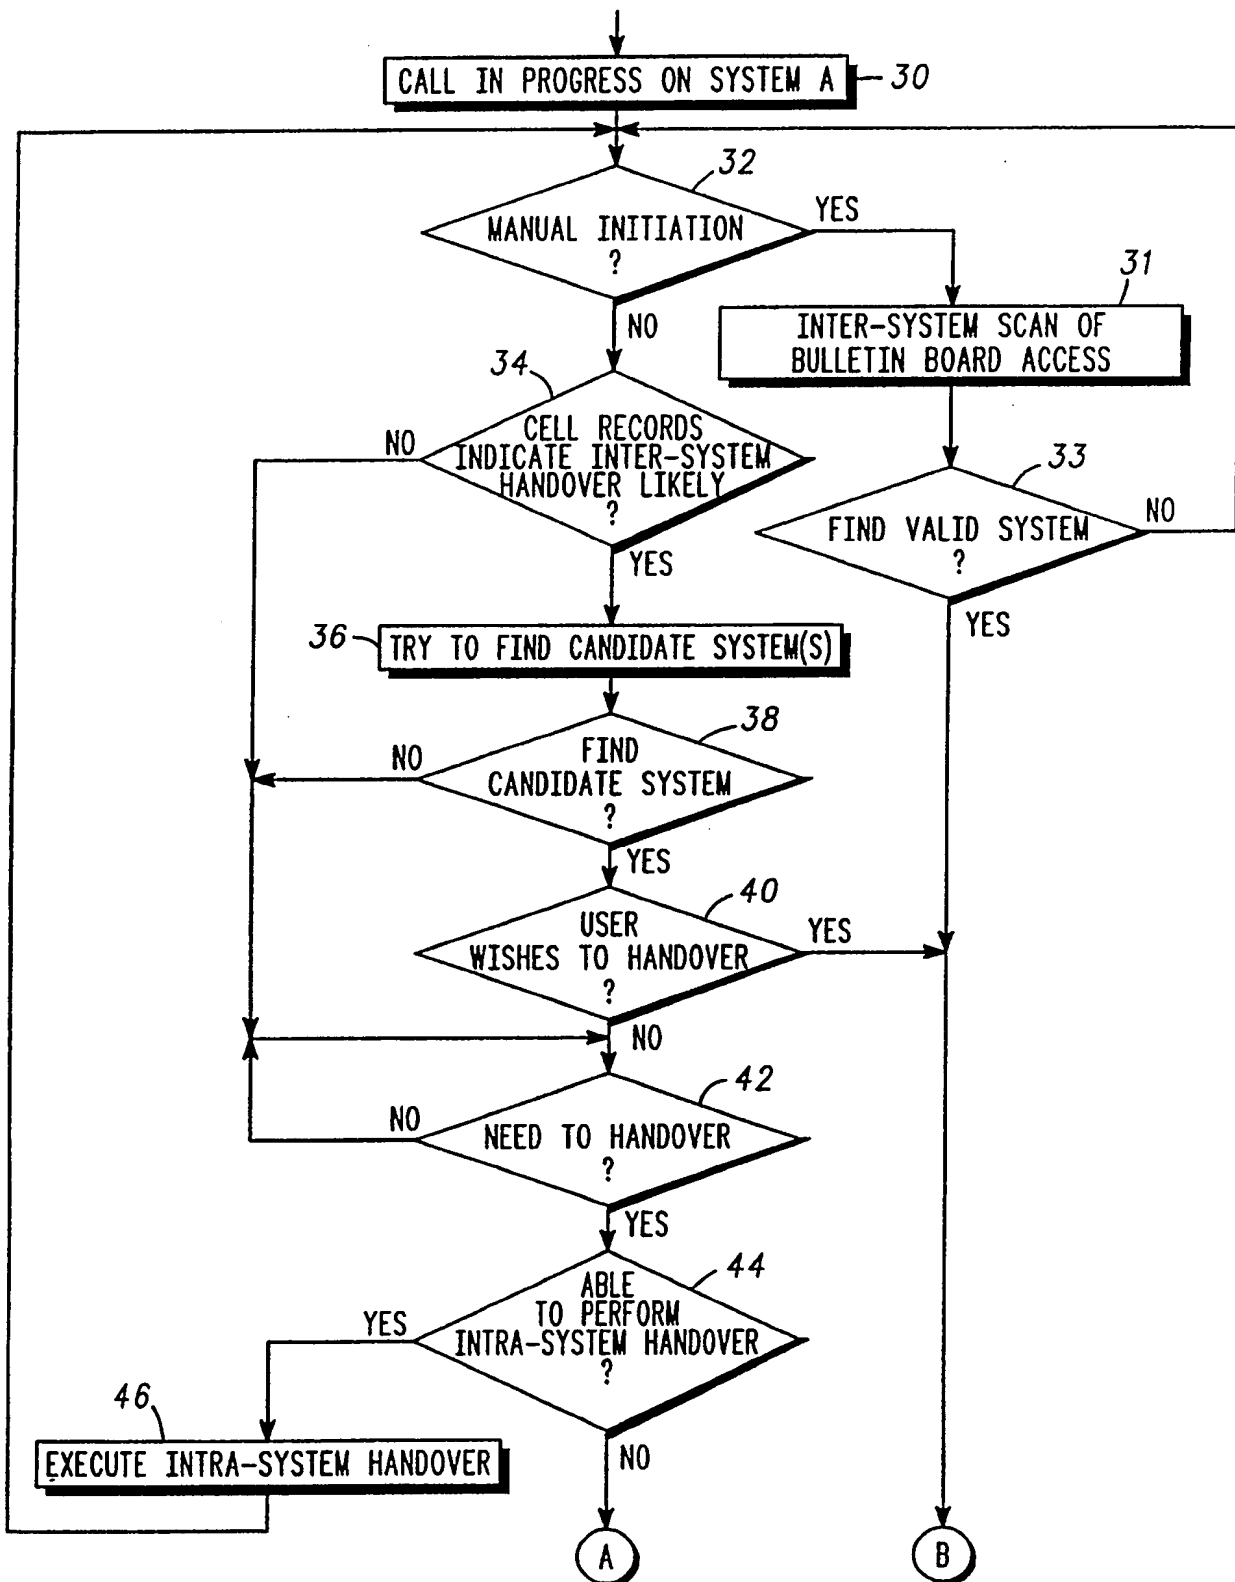 CALL IN PROGRESS ON SYSTEM A
30
32
MANUAL INITIATION
?
YES
NO
31
INTER-SYSTEM SCAN OF
BULLETIN BOARD ACCESS
34
CELL RECORDS
INDICATE INTER-SYSTEM
HANDOVER LIKELY
?
NO
YES
33
FIND VALID SYSTEM
?
NO
YES
36
TRY TO FIND CANDIDATE SYSTEM(S)
38
FIND
CANDIDATE SYSTEM
?
NO
YES
40
USER
WISHES TO HANDOVER
?
YES
NO
42
NEED TO HANDOVER
?
NO
YES
44
ABLE
TO PERFORM
INTRA-SYSTEM HANDOVER
?
YES
NO
46
EXECUTE INTRA-SYSTEM HANDOVER
A
B